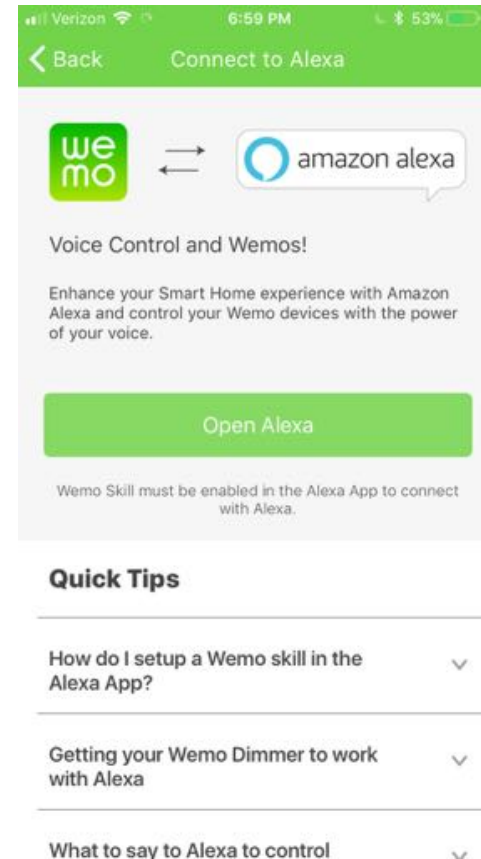 Verizon 6:59 PM 53%
Back Connect to Alexa
we
mo
amazon alexa
Voice Control and Wemos!
Enhance your Smart Home experience with Amazon
Alexa and control your Wemo devices with the power
of your voice.
Open Alexa
Wemo Skill must be enabled in the Alexa App to connect
with Alexa.
Quick Tips
How do I setup a Wemo skill in the
Alexa App?
Getting your Wemo Dimmer to work
with Alexa
What to say to Alexa to control